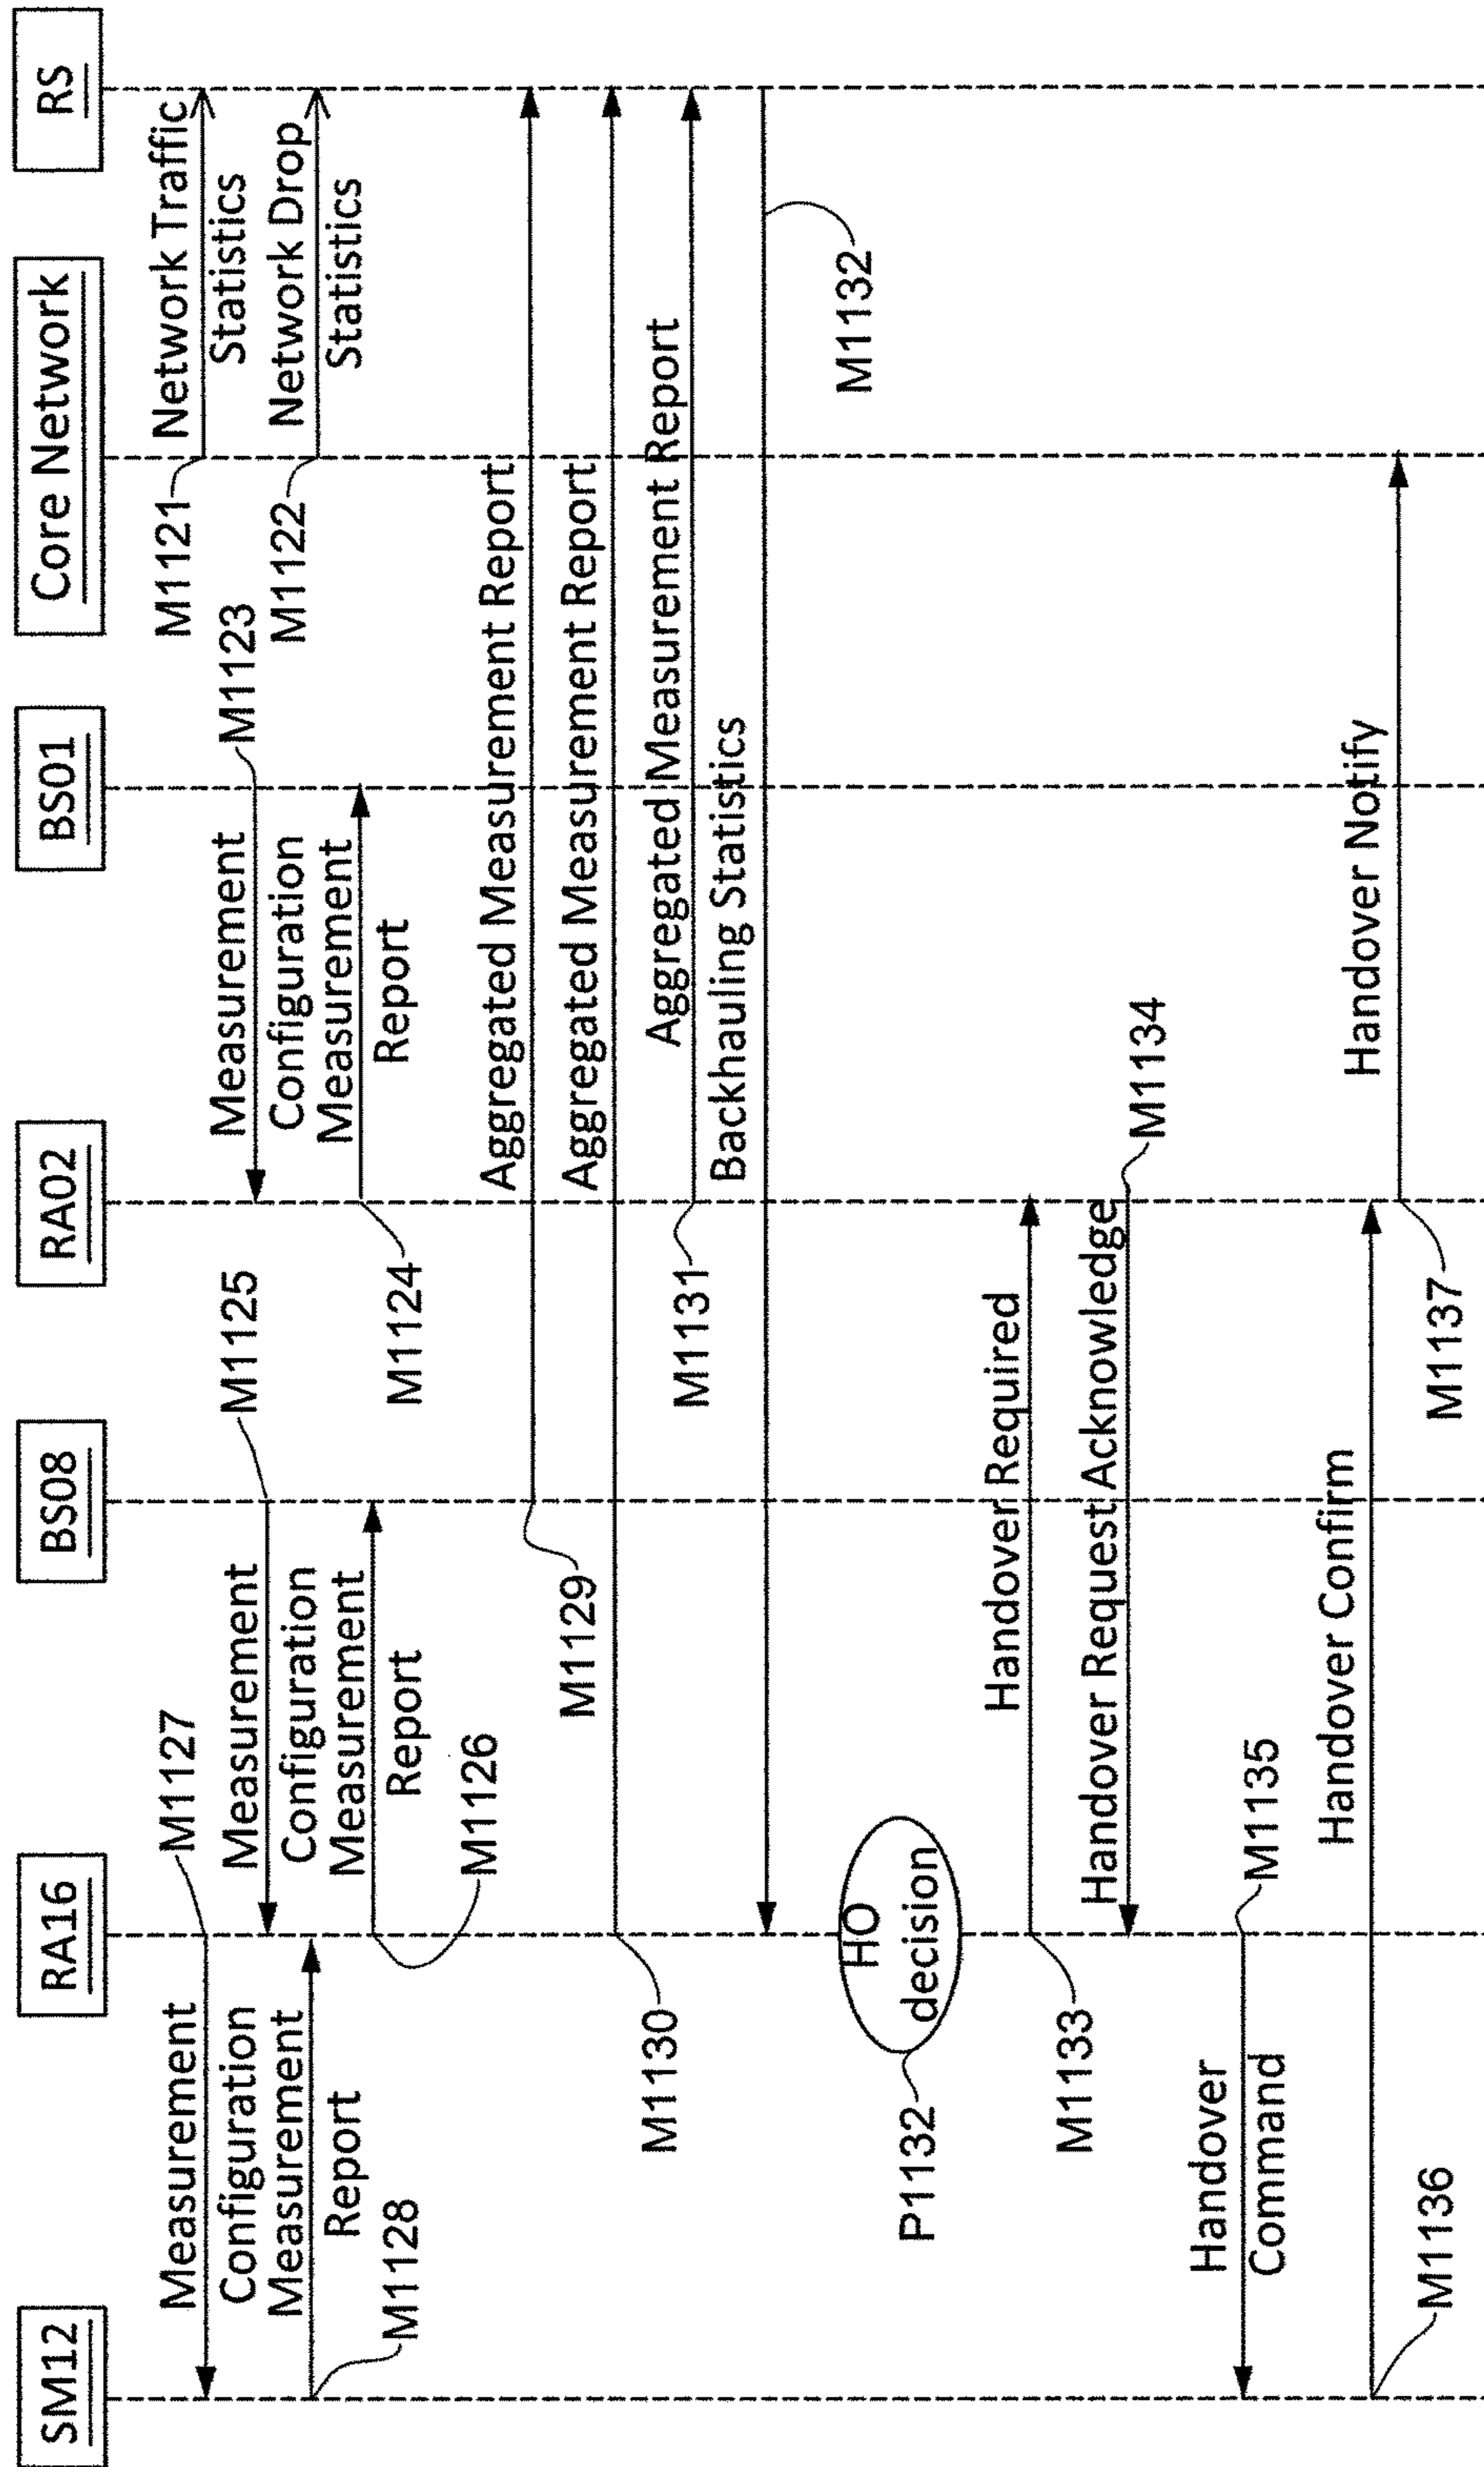 SM12
RA16
BS08
RA02
BS01
Core Network
RS
M1127
Measurement
Configuration
Measurement
Report
M1128
M1125
Measurement
Configuration
Measurement
Report
M1126
M1123
Measurement
Configuration
Measurement
Report
M1124
M1121
Network Traffic
Statistics
M1122
Network Drop
Statistics
Aggregated Measurement Report
M1129
Aggregated Measurement Report
M1130
Aggregated Measurement Report
M1131
Backhauling Statistics
M1132
HO
decision
P1132
Handover Required
M1133
Handover Request Acknowledge
M1134
Handover
Command
M1135
Handover Confirm
M1136
Handover Notify
M1137